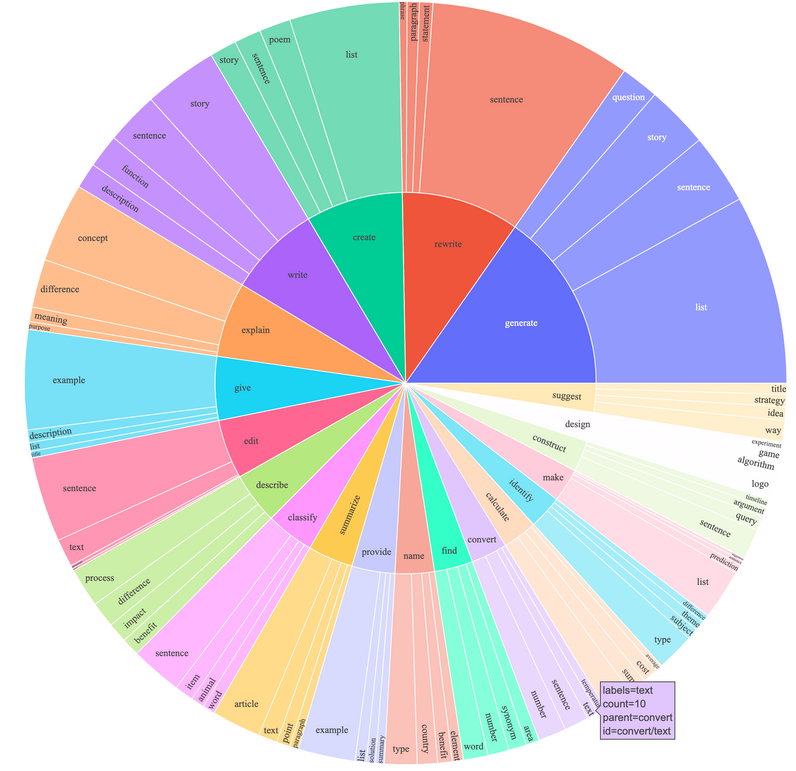 generate
list
sentence
story
question
rewrite
sentence
statement
paragraph
phrase
create
list
poem
sentence
story
write
story
sentence
function
description
explain
concept
difference
meaning
purpose
give
example
description
list
title
edit
sentence
text
describe
process
difference
impact
benefit
classify
sentence
item
animal
word
summarize
article
text
point
paragraph
provide
example
list
solution
summary
name
type
country
benefit
element
find
word
number
synonym
area
convert
number
sentence
text
temperature
calculate
sum
cost
average
identify
type
subject
theme
difference
make
list
prediction
construct
sentence
query
argument
timeline
design
logo
algorithm
game
experiment
suggest
way
idea
strategy
title
labels=text
count=10
parent=convert
id=convert/text